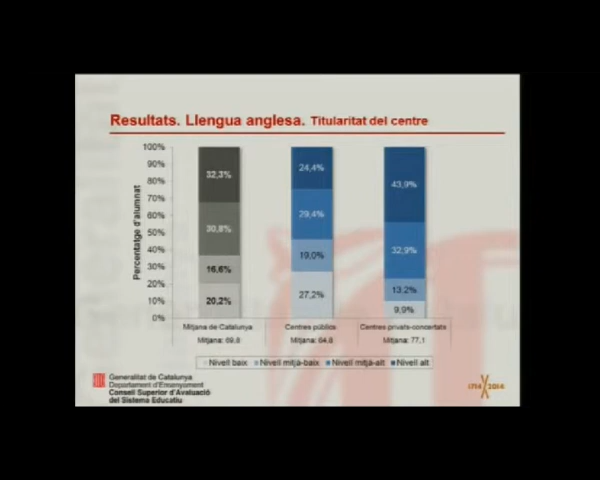 Resultats. Llengua anglesa. Titularitat del centre
Percentatge d'alumnat
100%
90%
80%
70%
60%
50%
40%
30%
20%
10%
0%
32,3%
30,8%
16,6%
20,2%
24,4%
29,4%
19,0%
27,2%
43,9%
32,9%
13,2%
9,9%
Mitjana de Catalunya
Mitjana: 69,8
Centres públics
Mitjana: 64,8
Centres privats-concertats
Mitjana: 77,1
Nivell baix Nivell mitjà-baix Nivell mitjà-alt Nivell alt
Generalitat de Catalunya
Departament d'Ensenyament
Consell Superior d'Avaluació
del Sistema Educatiu
1714 2014